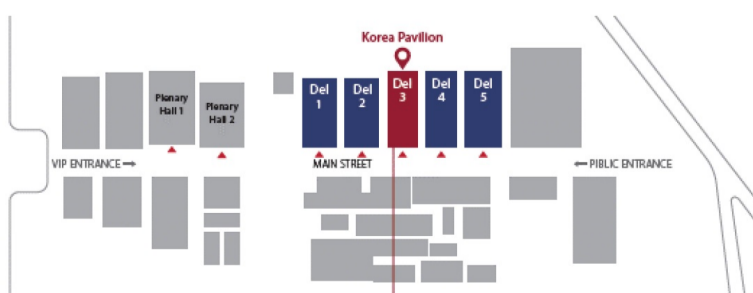 Korea Pavilion
Del
1
Del
2
Del
3
Del
4
Del
5
Plenary
Hall 1
Plenary
Hall 2
VIP ENTRANCE
MAIN STREET
PIBLIC ENTRANCE